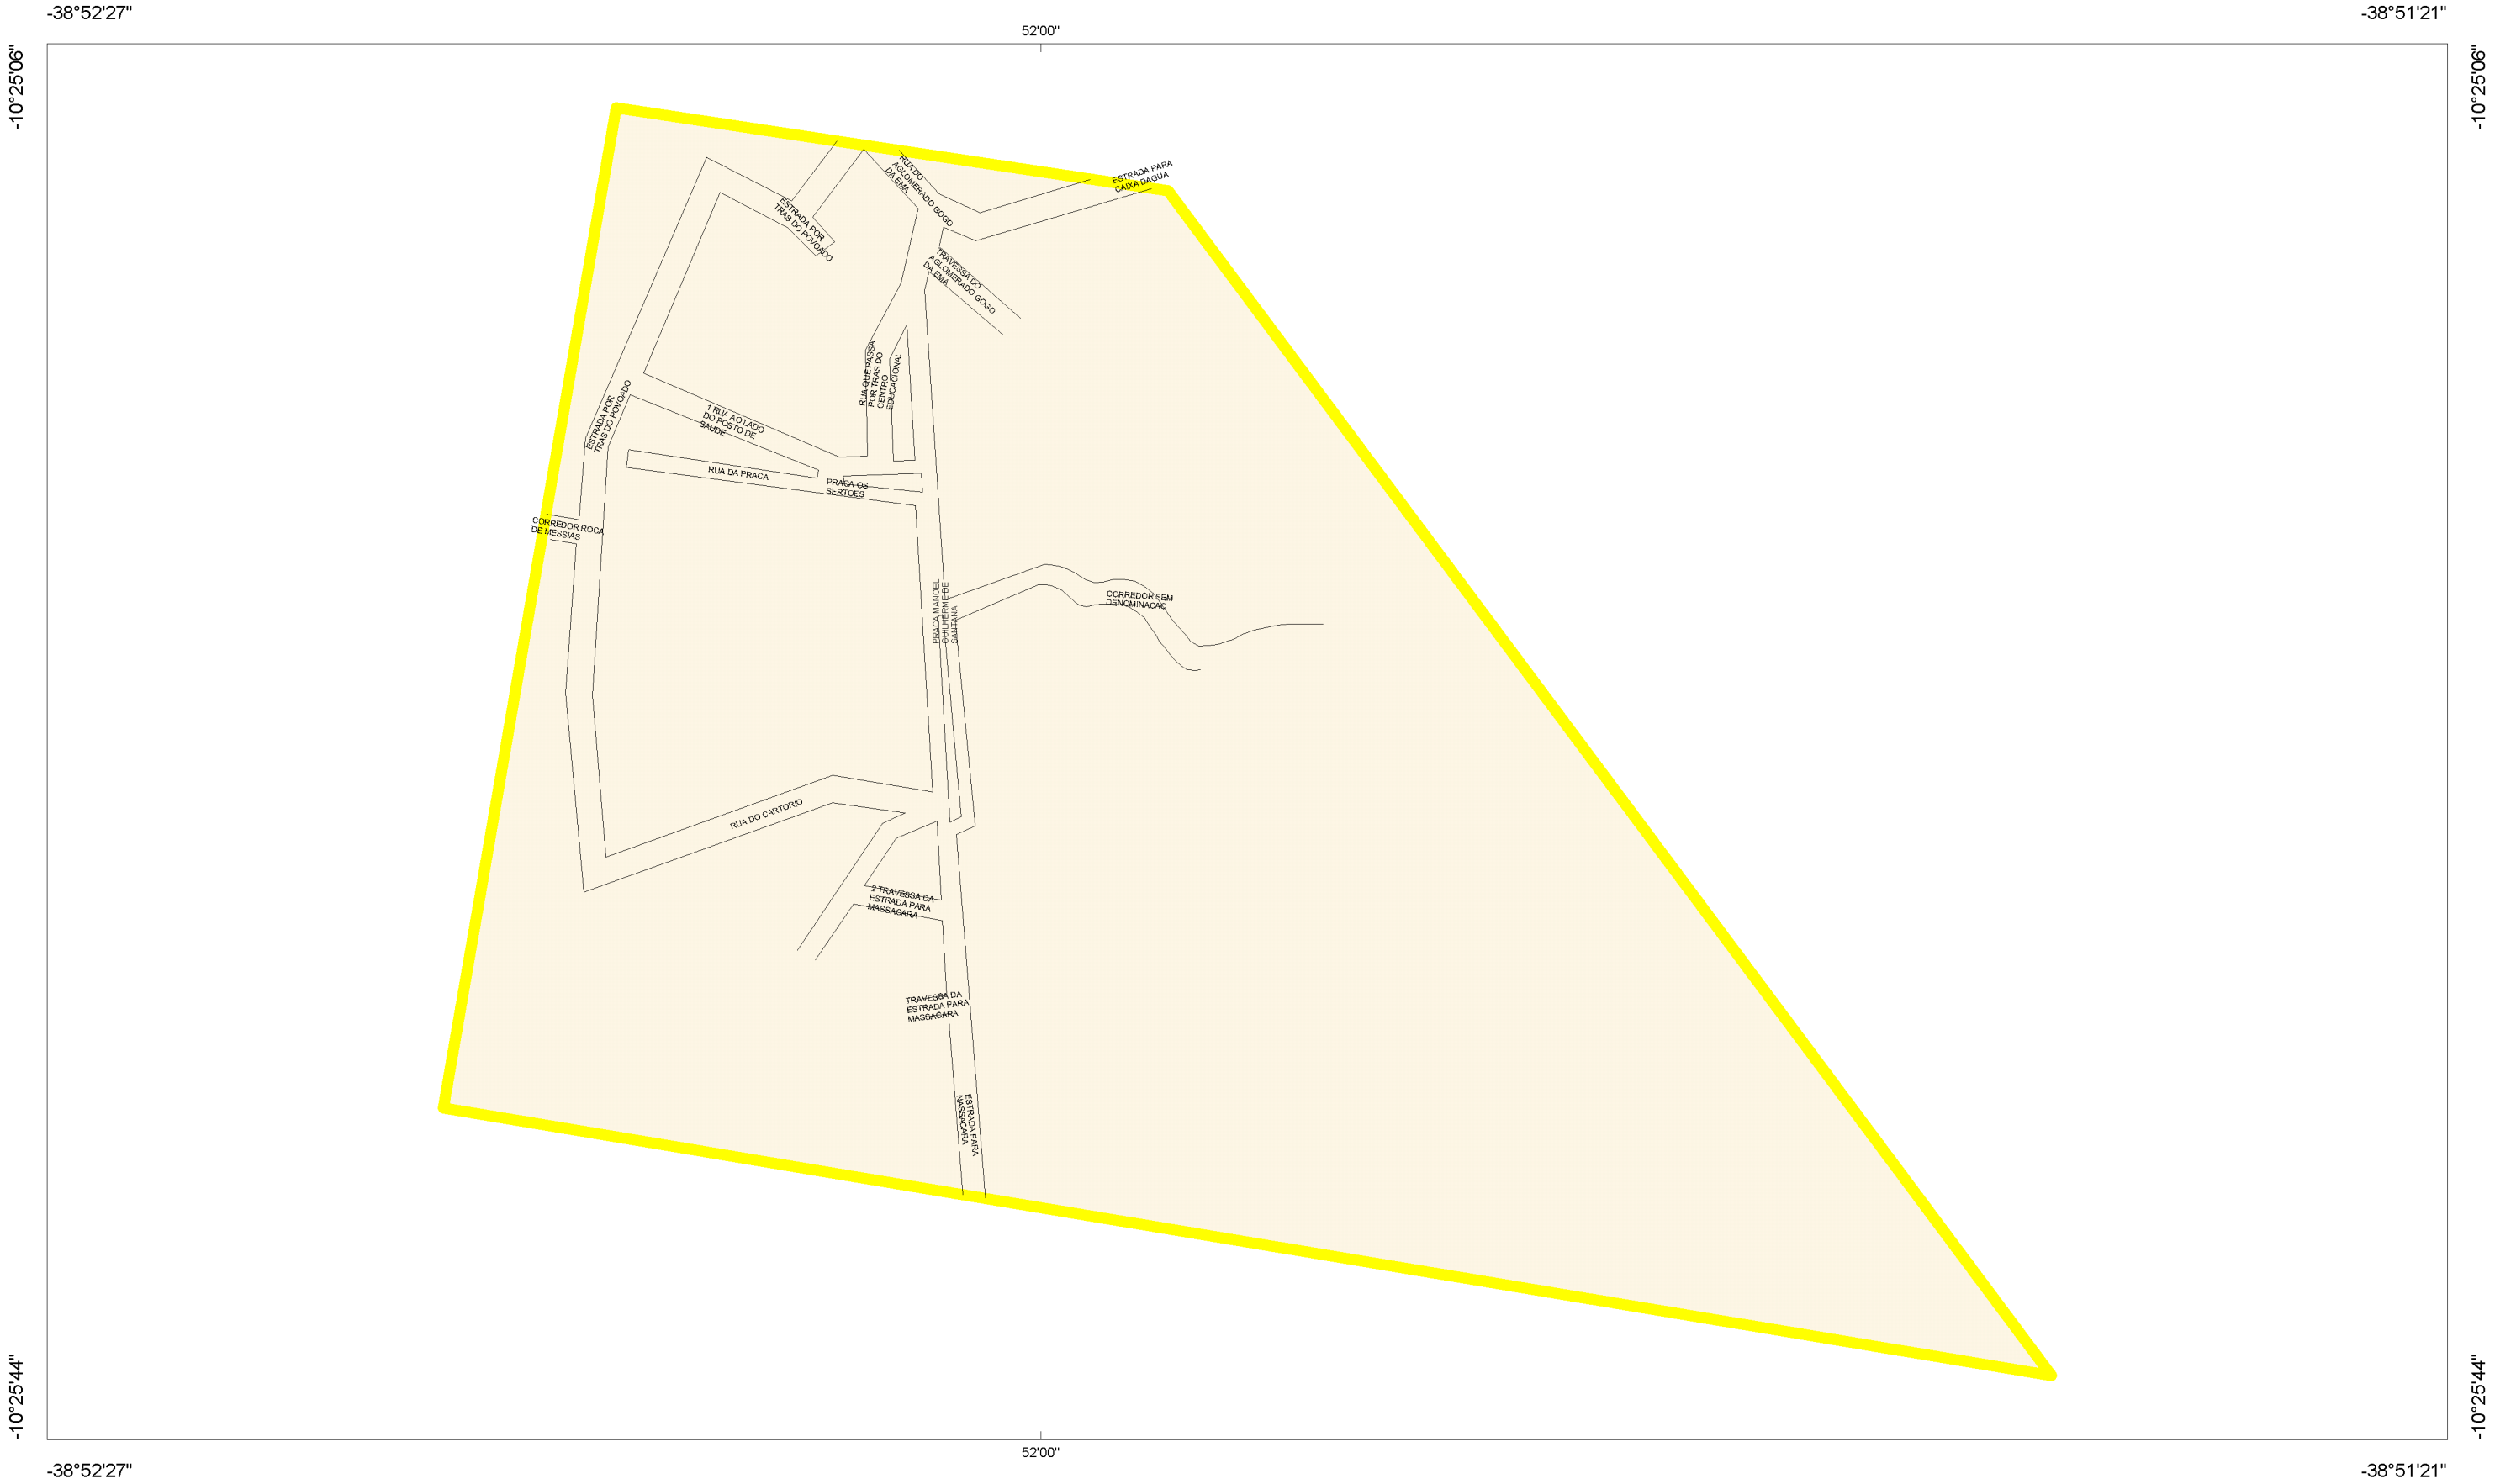 -38°52'27"
-38°51'21"
52'00"
-10°25'06"
-10°25'06"
ESTRADA PARA
CAIXA DAGUA
RUA DO
AGLOMERADO GOGO
DA EMA
ESTRADA POR
TRAS DO POVOADO
TRAVESSA DO
AGLOMERADO GOGO
DA EMA
RUA QUE PASSA
POR TRAS DO
CENTRO
EDUCACIONAL
ESTRADA POR
TRAS DO POVOADO
1 RUA AO LADO
DO POSTO DE
SAUDE
RUA DA PRACA
PRACA OS
SERTOES
CORREDOR ROCA
DE MESSIAS
PRACA MANOEL
GUILHERME DE
SANTANA
CORREDOR SEM
DENOMINACAO
RUA DO CARTORIO
2 TRAVESSA DA
ESTRADA PARA
MASSACARA
TRAVESSA DA
ESTRADA PARA
MASSACARA
ESTRADA PARA
NASSACARA
-10°25'44"
-10°25'44"
52'00"
-38°52'27"
-38°51'21"